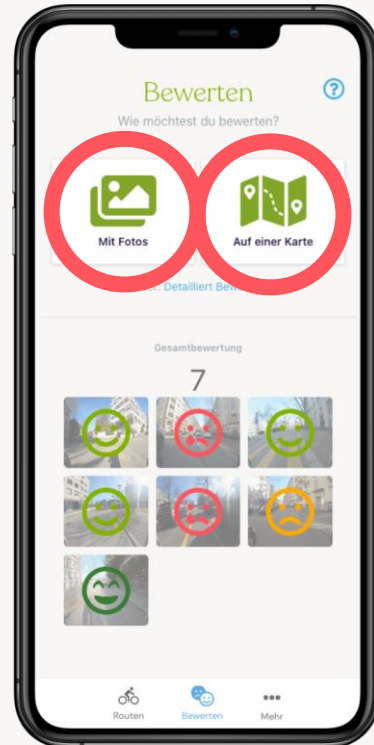 Bewerten
?
Wie möchtest du bewerten?
Mit Fotos
Auf einer Karte
Detailliert
Gesamtbewertung
7
Routen
Bewerten
Mehr